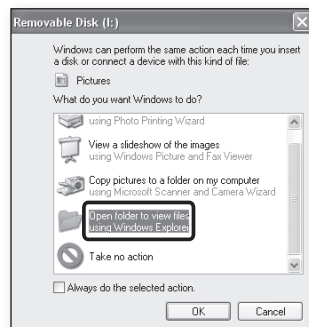 Removable Disk (I:)
Windows can perform the same action each time you insert
a disk or connect a device with this kind of file:
Pictures
What do you want Windows to do?
using Photo Printing Wizard
View a slideshow of the images
using Windows Picture and Fax Viewer
Copy pictures to a folder on my computer
using Microsoft Scanner and Camera Wizard
Open folder to view files
using Windows Explorer
Take no action
Always do the selected action.
OK
Cancel